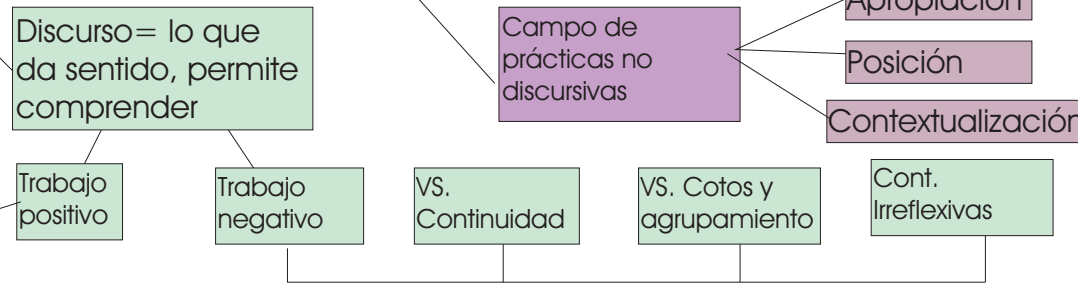 Apropiación
Discurso= lo que
da sentido, permite
comprender
Campo de
prácticas no
discursivas
Posición
Contextualización
Trabajo
positivo
Trabajo
negativo
VS.
Continuidad
VS. Cotos y
agrupamiento
Cont.
Irreflexivas